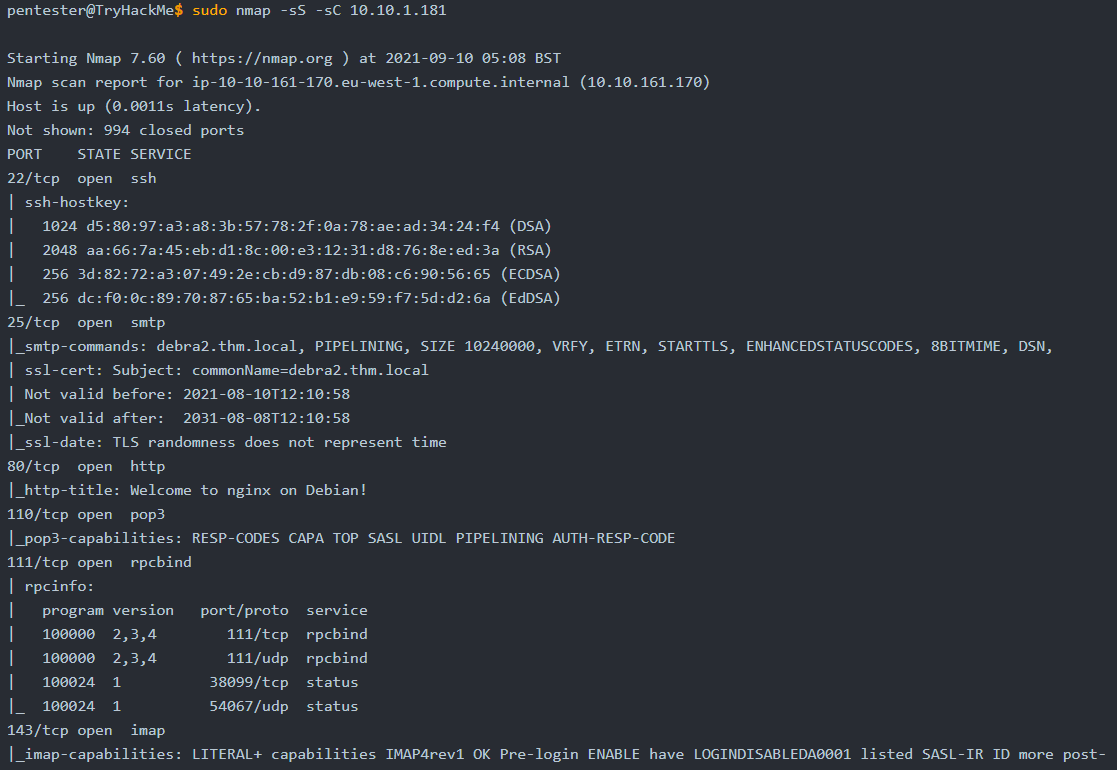 pentester@TryHackMe$ sudo nmap -sS -sC 10.10.1.181
Starting Nmap 7.60 ( https://nmap.org ) at 2021-09-10 05:08 BST
Nmap scan report for ip-10-10-161-170.eu-west-1.compute.internal (10.10.161.170)
Host is up (0.0011s latency).
Not shown: 994 closed ports
PORT    STATE SERVICE
22/tcp  open  ssh
| ssh-hostkey:
|   1024 d5:80:97:a3:a8:3b:57:78:2f:0a:78:ae:ad:34:24:f4 (DSA)
|   2048 aa:66:7a:45:eb:d1:8c:00:e3:12:31:d8:76:8e:ed:3a (RSA)
|   256 3d:82:72:a3:07:49:2e:cb:d9:87:db:08:c6:90:56:65 (ECDSA)
|_  256 dc:f0:0c:89:70:87:65:ba:52:b1:e9:59:f7:5d:d2:6a (EdDSA)
25/tcp  open  smtp
|_smtp-commands: debra2.thm.local, PIPELINING, SIZE 10240000, VRFY, ETRN, STARTTLS, ENHANCEDSTATUSCODES, 8BITMIME, DSN,
| ssl-cert: Subject: commonName=debra2.thm.local
| Not valid before: 2021-08-10T12:10:58
|_Not valid after:  2031-08-08T12:10:58
|_ssl-date: TLS randomness does not represent time
80/tcp  open  http
|_http-title: Welcome to nginx on Debian!
110/tcp open  pop3
|_pop3-capabilities: RESP-CODES CAPA TOP SASL UIDL PIPELINING AUTH-RESP-CODE
111/tcp open  rpcbind
| rpcinfo:
|   program version   port/proto  service
|   100000  2,3,4        111/tcp  rpcbind
|   100000  2,3,4        111/udp  rpcbind
|   100024  1          38099/tcp  status
|_  100024  1          54067/udp  status
143/tcp open  imap
|_imap-capabilities: LITERAL+ capabilities IMAP4rev1 OK Pre-login ENABLE have LOGINDISABLEDA0001 listed SASL-IR ID more post-